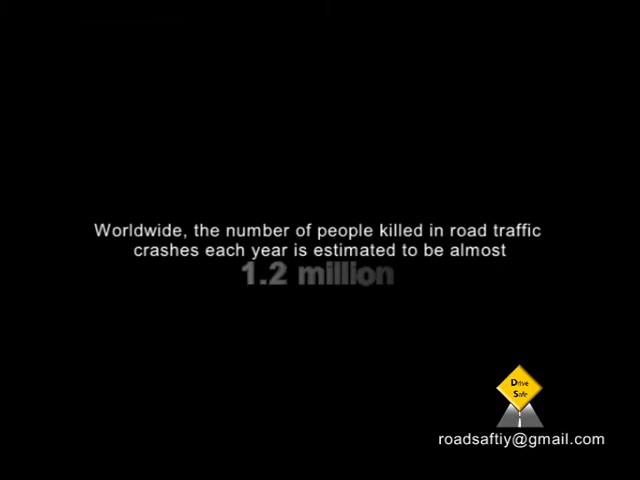 Worldwide, the number of people killed in road traffic
crashes each year is estimated to be almost
1.2 million
Drive
Safe
roadsaftiy@gmail.com